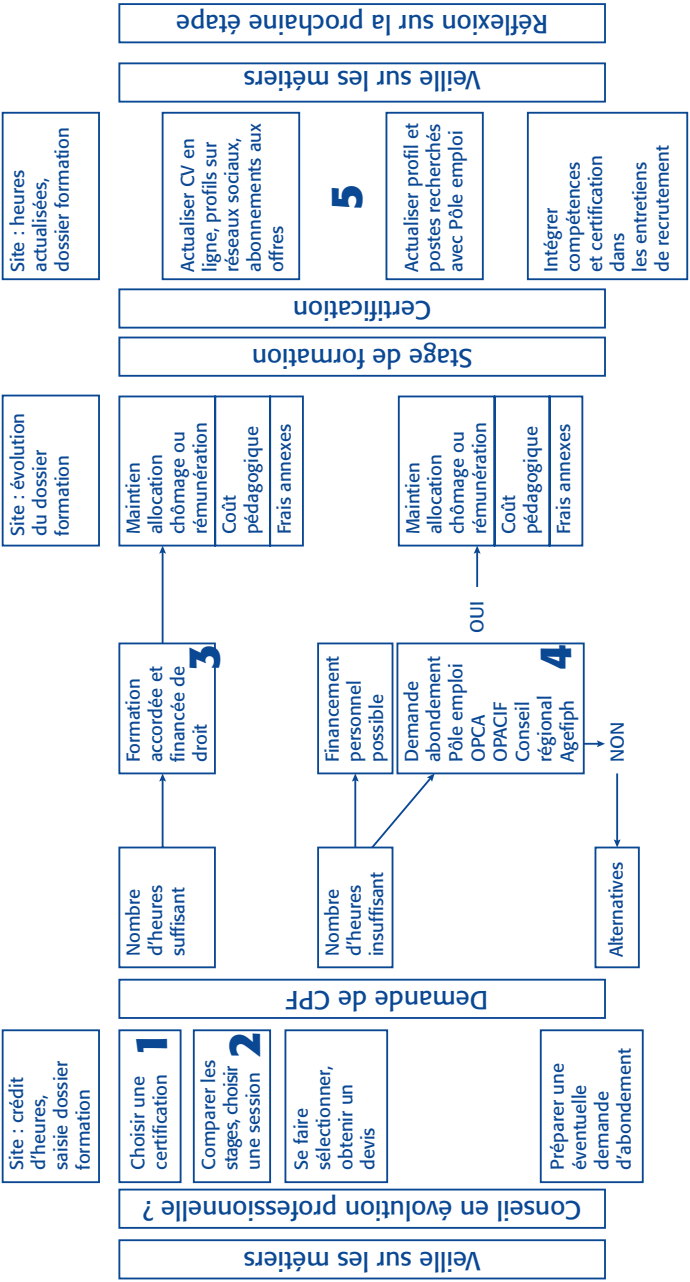 Veille sur les métiers
Conseil en évolution professionnelle ?
Site : crédit
d'heures,
saisie dossier
formation
Choisir une
certification
1
Comparer les
stages, choisir
une session
2
Se faire
sélectionner,
obtenir un
devis
Préparer une
éventuelle
demande
d'abondement
Demande de CPF
Nombre
d'heures
suffisant
Nombre
d'heures
insuffisant
Alternatives
Formation
accordée et
financée de
droit
3
Financement
personnel
possible
Demande
abondement
Pôle emploi
OPCA
OPACIF
Conseil
régional
Agefiph
4
OUI
NON
Site : évolution
du dossier
formation
Maintien
allocation
chômage ou
rémunération
Coût
pédagogique
Frais annexes
Maintien
allocation
chômage ou
rémunération
Coût
pédagogique
Frais annexes
Stage de formation
Certification
Site : heures
actualisées,
dossier formation
Actualiser CV en
ligne, profils sur
réseaux sociaux,
abonnements aux
offres
5
Actualiser profil et
postes recherchés
avec Pôle emploi
Intégrer
compétences
et certification
dans
les entretiens
de recrutement
Veille sur les métiers
Réflexion sur la prochaine étape